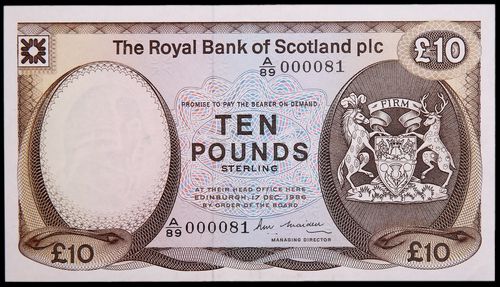 The Royal Bank of Scotland plc
£10
A/89 000081
PROMISE TO PAY THE BEARER ON DEMAND
FIRM
TEN
POUNDS
STERLING
AT THEIR HEAD OFFICE HERE
EDINBURGH, 17 DEC. 1986
BY ORDER OF THE BOARD
A/89 000081
MANAGING DIRECTOR
£10
£10